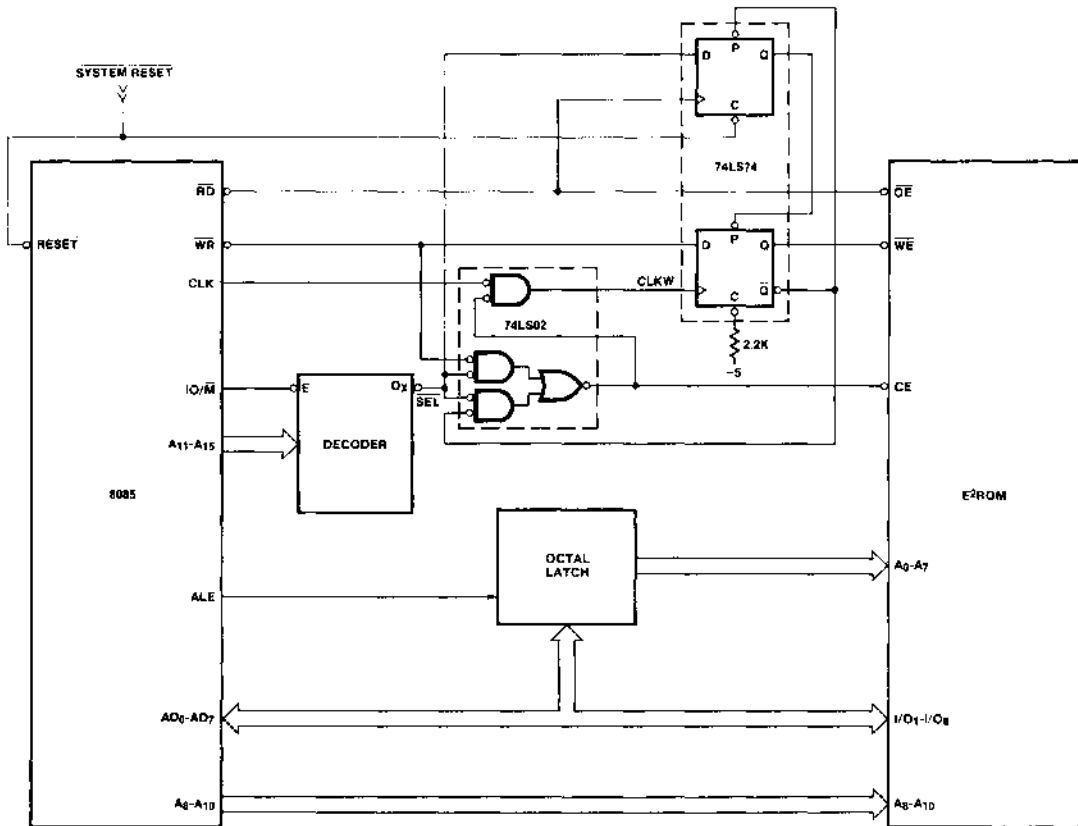 SYSTEM RESET
P
D
Q
C
74LS74
RD
OE
RESET
WR
P
D
Q
WE
CLK
CLKW
Q
C
74LS02
2.2K
-5
IO/M
E
OX
SEL
CE
A11-A15
DECODER
8085
E2ROM
OCTAL
LATCH
A0-A7
ALE
AD0-AD7
I/O1-I/O8
A8-A10
A8-A10